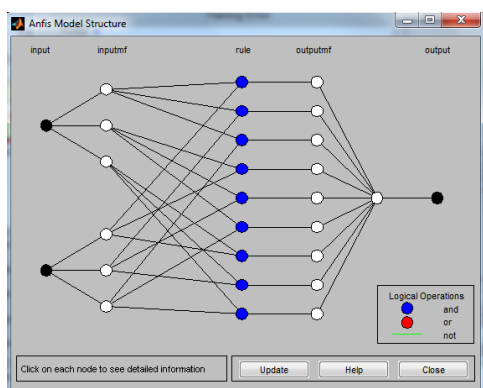 Anfis Model Structure
input inputmf rule outputmf output
Logical Operations
and
or
not
Click on each node to see detailed information
Update Help Close